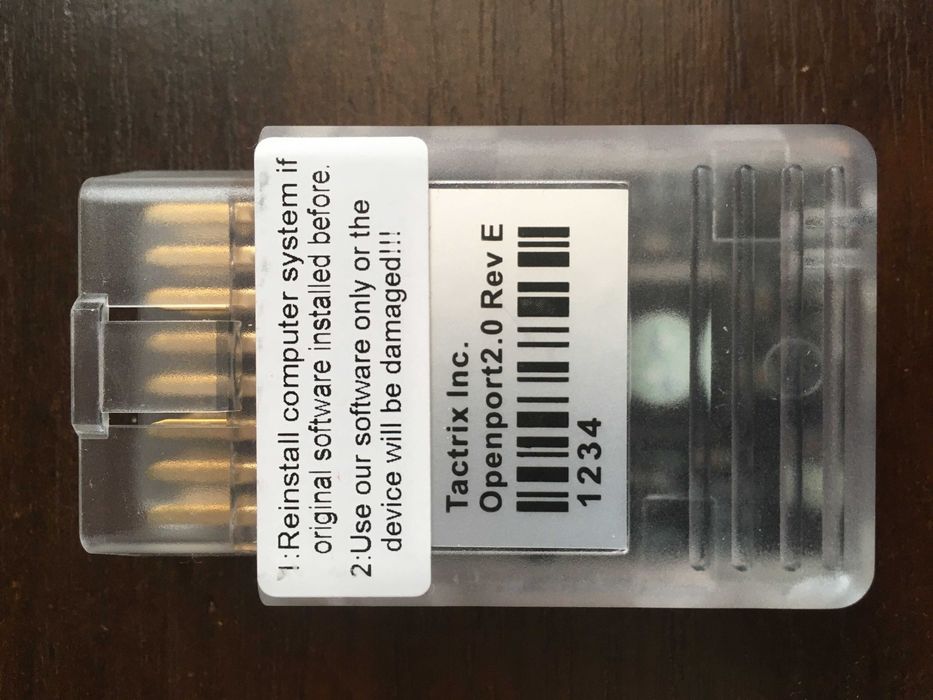 1:Reinstall computer system if
original software installed before.
2:Use our software only or the
device will be damaged!!!
Tactrix Inc.
Openport2.0 Rev E
1234